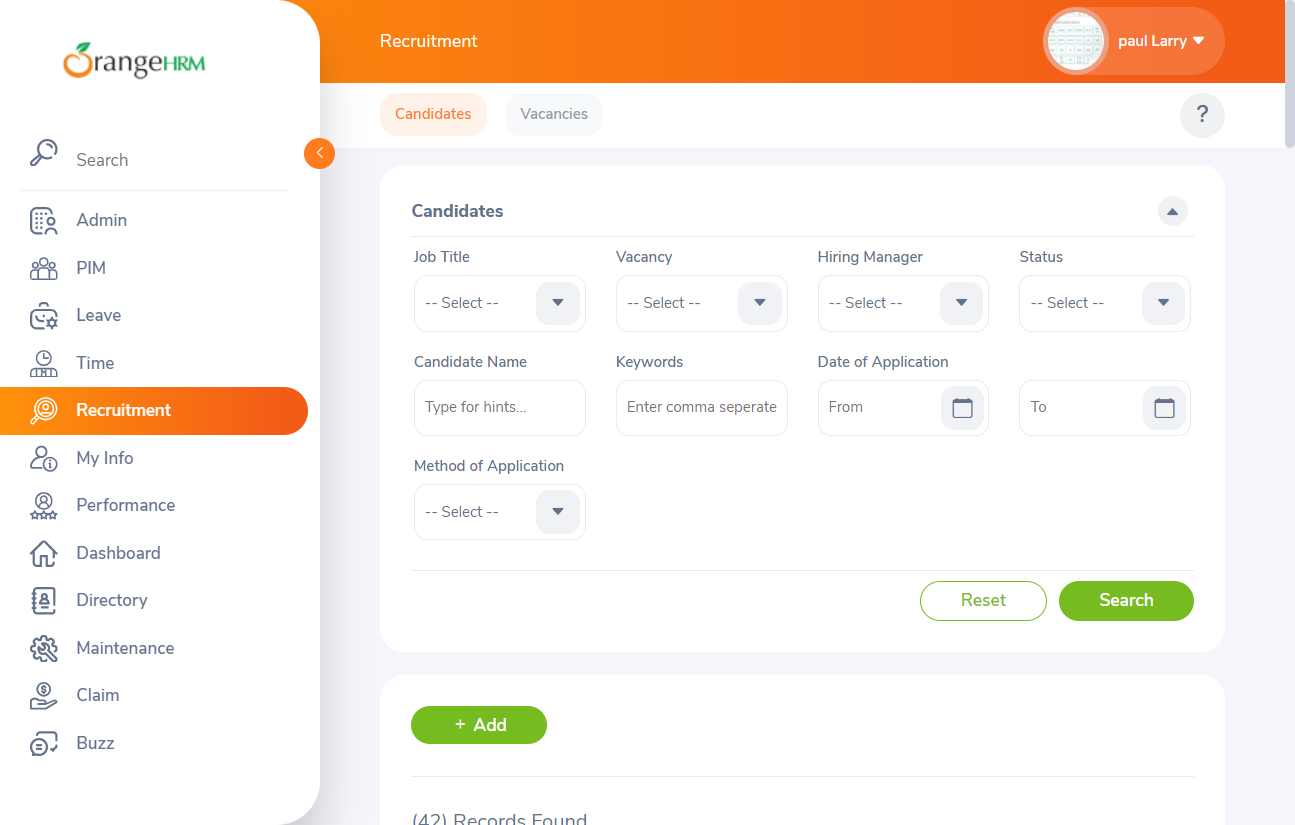 OrangeHRM
Recruitment
paul Larry
Candidates
Vacancies
?
Search
Admin
PIM
Leave
Time
Recruitment
My Info
Performance
Dashboard
Directory
Maintenance
Claim
Buzz
Candidates
Job Title
Vacancy
Hiring Manager
Status
-- Select --
-- Select --
-- Select --
-- Select --
Candidate Name
Keywords
Date of Application
Type for hints...
Enter comma seperate
From
To
Method of Application
-- Select --
Reset
Search
+ Add
(42) Records Found